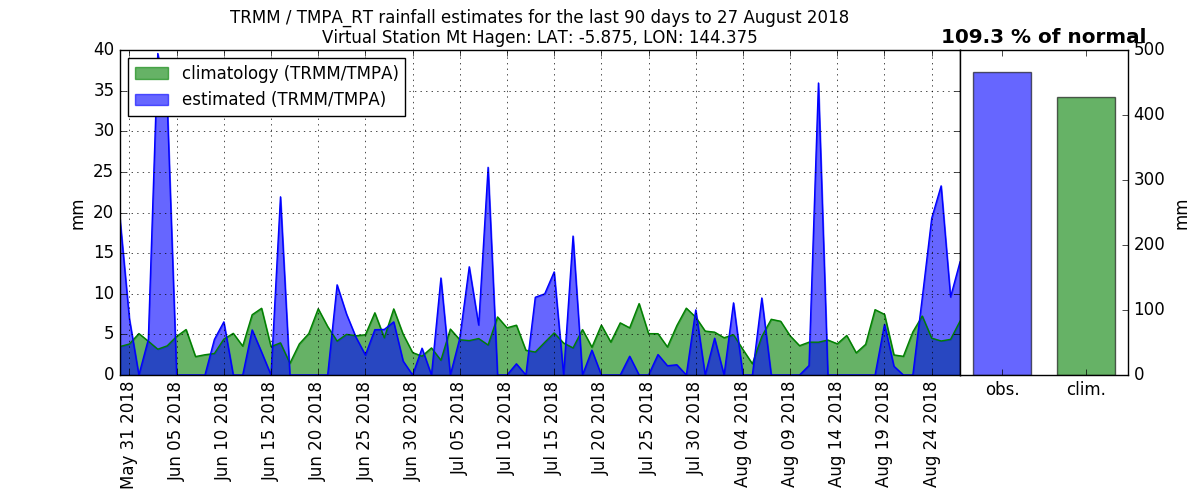 TRMM / TMPA_RT rainfall estimates for the last 90 days to 27 August 2018
Virtual Station Mt Hagen: LAT: -5.875, LON: 144.375
109.3 % of normal
climatology (TRMM/TMPA)
estimated (TRMM/TMPA)
40
35
30
25
20
15
10
5
0
mm
May 31 2018
Jun 05 2018
Jun 10 2018
Jun 15 2018
Jun 20 2018
Jun 25 2018
Jun 30 2018
Jul 05 2018
Jul 10 2018
Jul 15 2018
Jul 20 2018
Jul 25 2018
Jul 30 2018
Aug 04 2018
Aug 09 2018
Aug 14 2018
Aug 19 2018
Aug 24 2018
500
400
300
200
100
0
mm
obs.
clim.